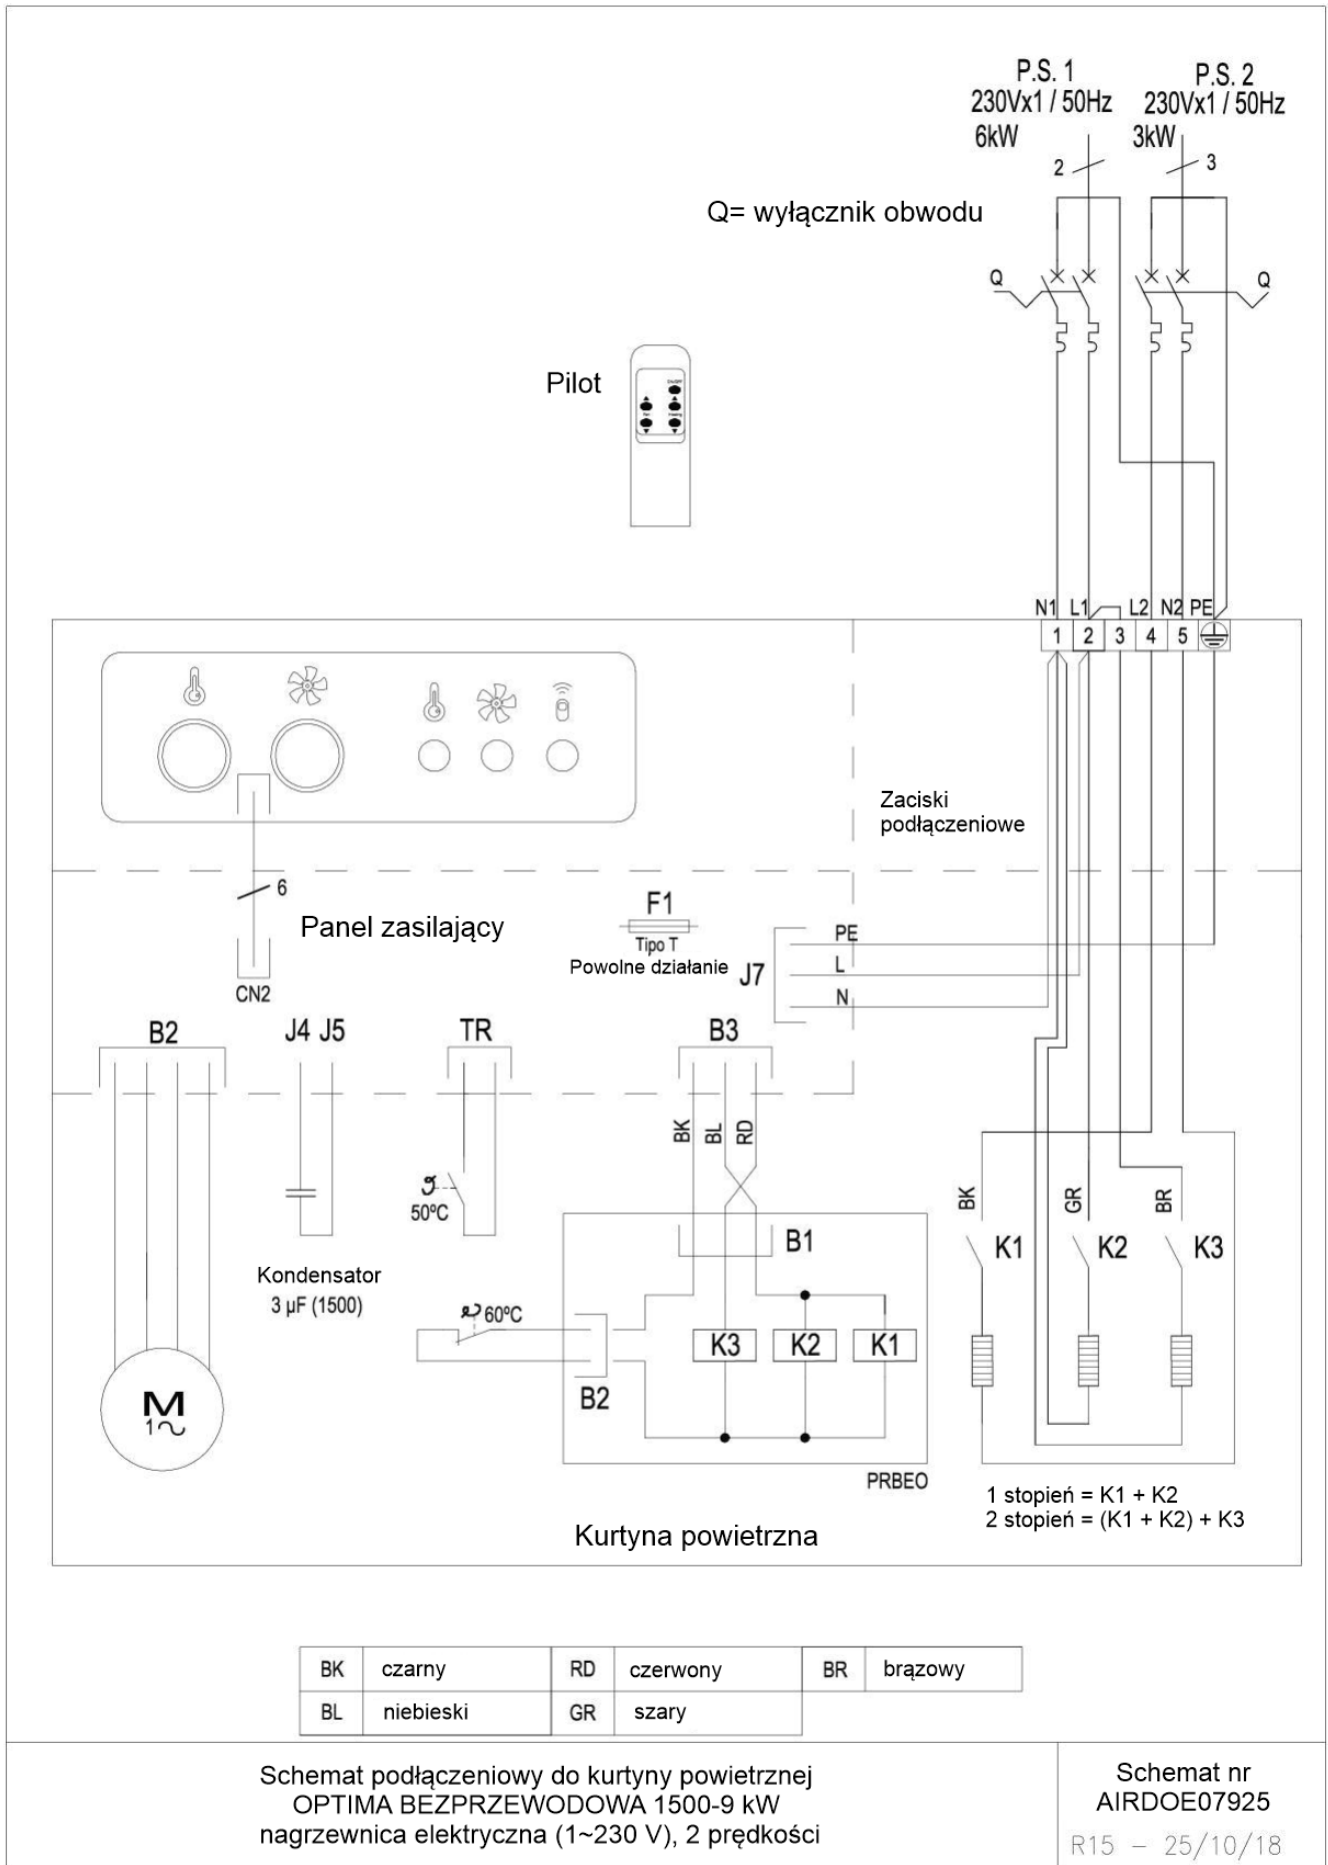 P.S. 1
230Vx1 / 50Hz
6kW
P.S. 2
230Vx1 / 50Hz
3kW
2
3
Q= wyłącznik obwodu
Q
Q
Pilot
ON/OFF
Fan
Heating
N1
L1
L2
N2
PE
1
2
3
4
5
Zaciski
podłączeniowe
6
Panel zasilający
CN2
F1
Tipo T
Powolne działanie
J7
PE
L
N
B2
J4 J5
TR
B3
BK
BL
RD
50ºC
Kondensator
3 µF (1500)
60ºC
B1
B2
K3
K2
K1
PRBEO
BK
GR
BR
K1
K2
K3
M
1
1 stopień = K1 + K2
2 stopień = (K1 + K2) + K3
Kurtyna powietrzna
BK czarny RD czerwony BR brązowy
BL niebieski GR szary
Schemat podłączeniowy do kurtyny powietrznej
OPTIMA BEZPRZEWODOWA 1500-9 kW
nagrzewnica elektryczna (1~230 V), 2 prędkości
Schemat nr
AIRDOE07925
R15 – 25/10/18